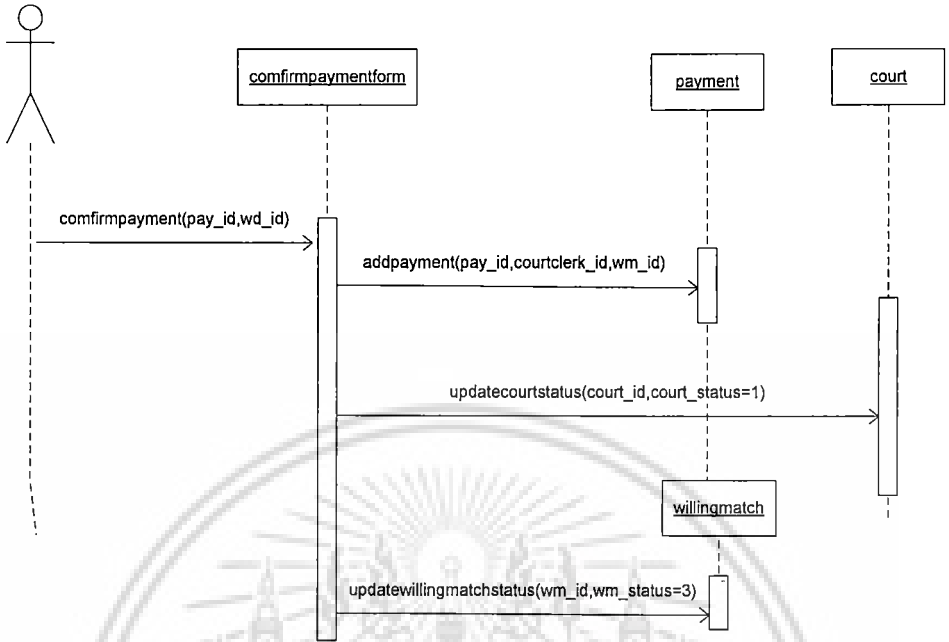 comfirmpaymentform
payment
court
comfirmpayment(pay_id,wd_id)
addpayment(pay_id,courtclerk_id,wm_id)
updatecourtstatus(court_id,court_status=1)
willingmatch
updatewillingmatchstatus(wm_id,wm_status=3)